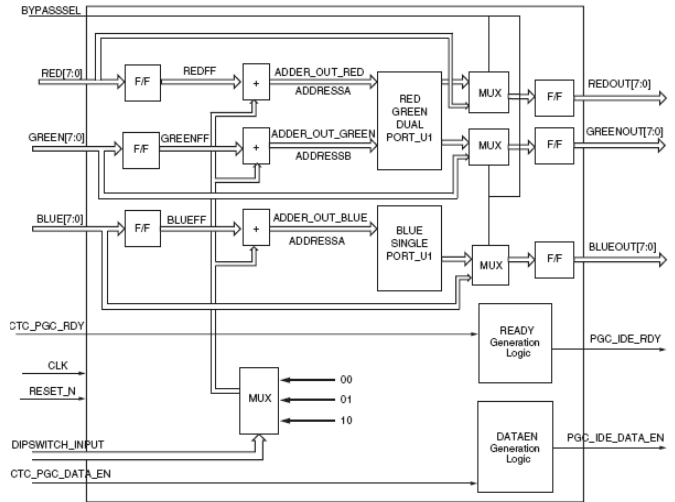 BYPASSSEL
RED[7:0]
F/F
REDFF
+
ADDER_OUT_RED
ADDRESSA
RED
GREEN
DUAL
PORT_U1
MUX
F/F
REDOUT[7:0]
GREEN[7:0]
F/F
GREENFF
+
ADDER_OUT_GREEN
ADDRESSB
MUX
F/F
GREENOUT[7:0]
BLUE[7:0]
F/F
BLUEFF
+
ADDER_OUT_BLUE
ADDRESSA
BLUE
SINGLE
PORT_U1
MUX
F/F
BLUEOUT[7:0]
CTC_PGC_RDY
READY
Generation
Logic
PGC_IDE_RDY
CLK
RESET_N
MUX
00
01
10
DIPSWITCH_INPUT
CTC_PGC_DATA_EN
DATAEN
Generation
Logic
PGC_IDE_DATA_EN